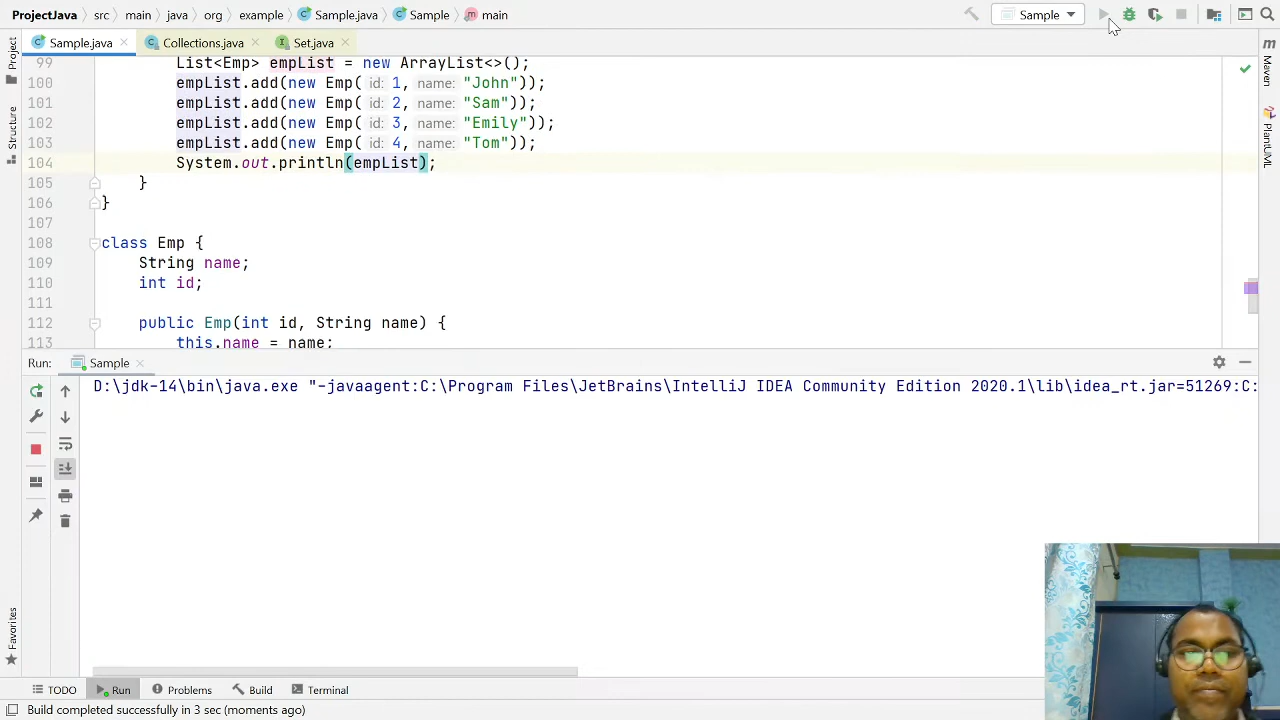 ProjectJava src main java org example Sample.java Sample main Sample
Sample.java Collections.java Set.java
Project
Structure
Favorites
Maven
PlantUML
99 List<Emp> empList = new ArrayList<>();
100 empList.add(new Emp( id: 1, name: "John"));
101 empList.add(new Emp( id: 2, name: "Sam"));
102 empList.add(new Emp( id: 3, name: "Emily"));
103 empList.add(new Emp( id: 4, name: "Tom"));
104 System.out.println(empList);
105 }
106 }
107
108 class Emp {
109 String name;
110 int id;
111
112 public Emp(int id, String name) {
113 this.name = name;
Run: Sample
D:\jdk-14\bin\java.exe "-javaagent:C:\Program Files\JetBrains\IntelliJ IDEA Community Edition 2020.1\lib\idea_rt.jar=51269:C:
TODO Run Problems Build Terminal
Build completed successfully in 3 sec (moments ago)